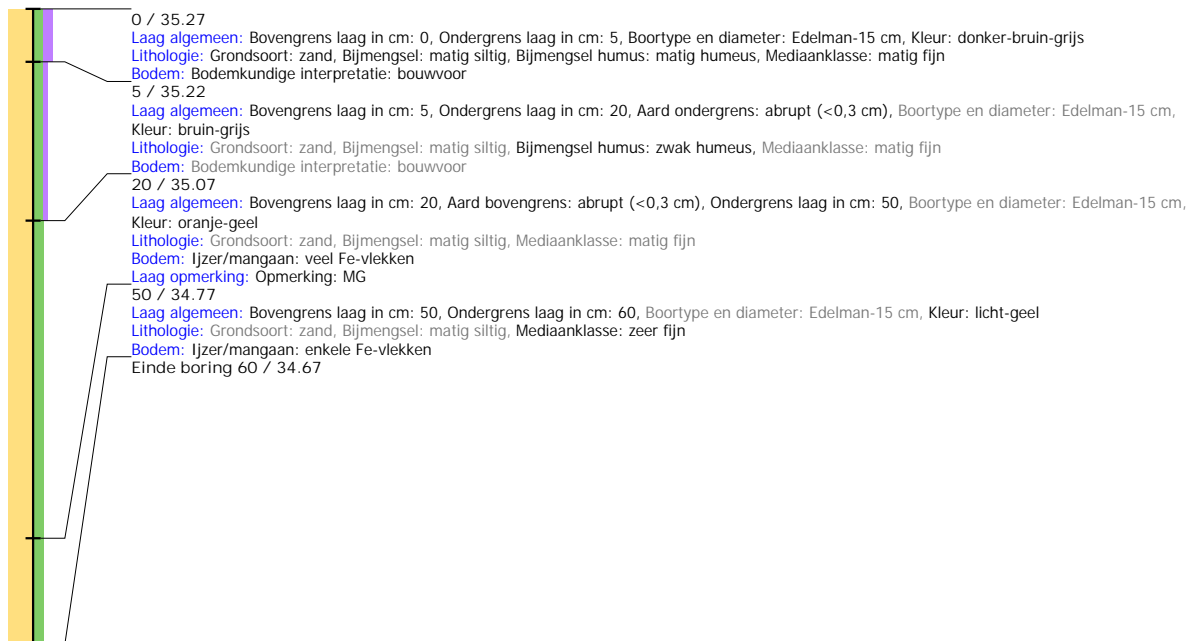 0 / 35.27
Laag algemeen: Bovengrens laag in cm: 0, Ondergrens laag in cm: 5, Boortype en diameter: Edelman-15 cm, Kleur: donker-bruin-grijs
Lithologie: Grondsoort: zand, Bijmengsel: matig siltig, Bijmengsel humus: matig humeus, Mediaanklasse: matig fijn
Bodem: Bodemkundige interpretatie: bouwvoor
5 / 35.22
Laag algemeen: Bovengrens laag in cm: 5, Ondergrens laag in cm: 20, Aard ondergrens: abrupt (<0,3 cm), Boortype en diameter: Edelman-15 cm,
Kleur: bruin-grijs
Lithologie: Grondsoort: zand, Bijmengsel: matig siltig, Bijmengsel humus: zwak humeus, Mediaanklasse: matig fijn
Bodem: Bodemkundige interpretatie: bouwvoor
20 / 35.07
Laag algemeen: Bovengrens laag in cm: 20, Aard bovengrens: abrupt (<0,3 cm), Ondergrens laag in cm: 50, Boortype en diameter: Edelman-15 cm,
Kleur: oranje-geel
Lithologie: Grondsoort: zand, Bijmengsel: matig siltig, Mediaanklasse: matig fijn
Bodem: Ijzer/mangaan: veel Fe-vlekken
Laag opmerking: Opmerking: MG
50 / 34.77
Laag algemeen: Bovengrens laag in cm: 50, Ondergrens laag in cm: 60, Boortype en diameter: Edelman-15 cm, Kleur: licht-geel
Lithologie: Grondsoort: zand, Bijmengsel: matig siltig, Mediaanklasse: zeer fijn
Bodem: Ijzer/mangaan: enkele Fe-vlekken
Einde boring 60 / 34.67